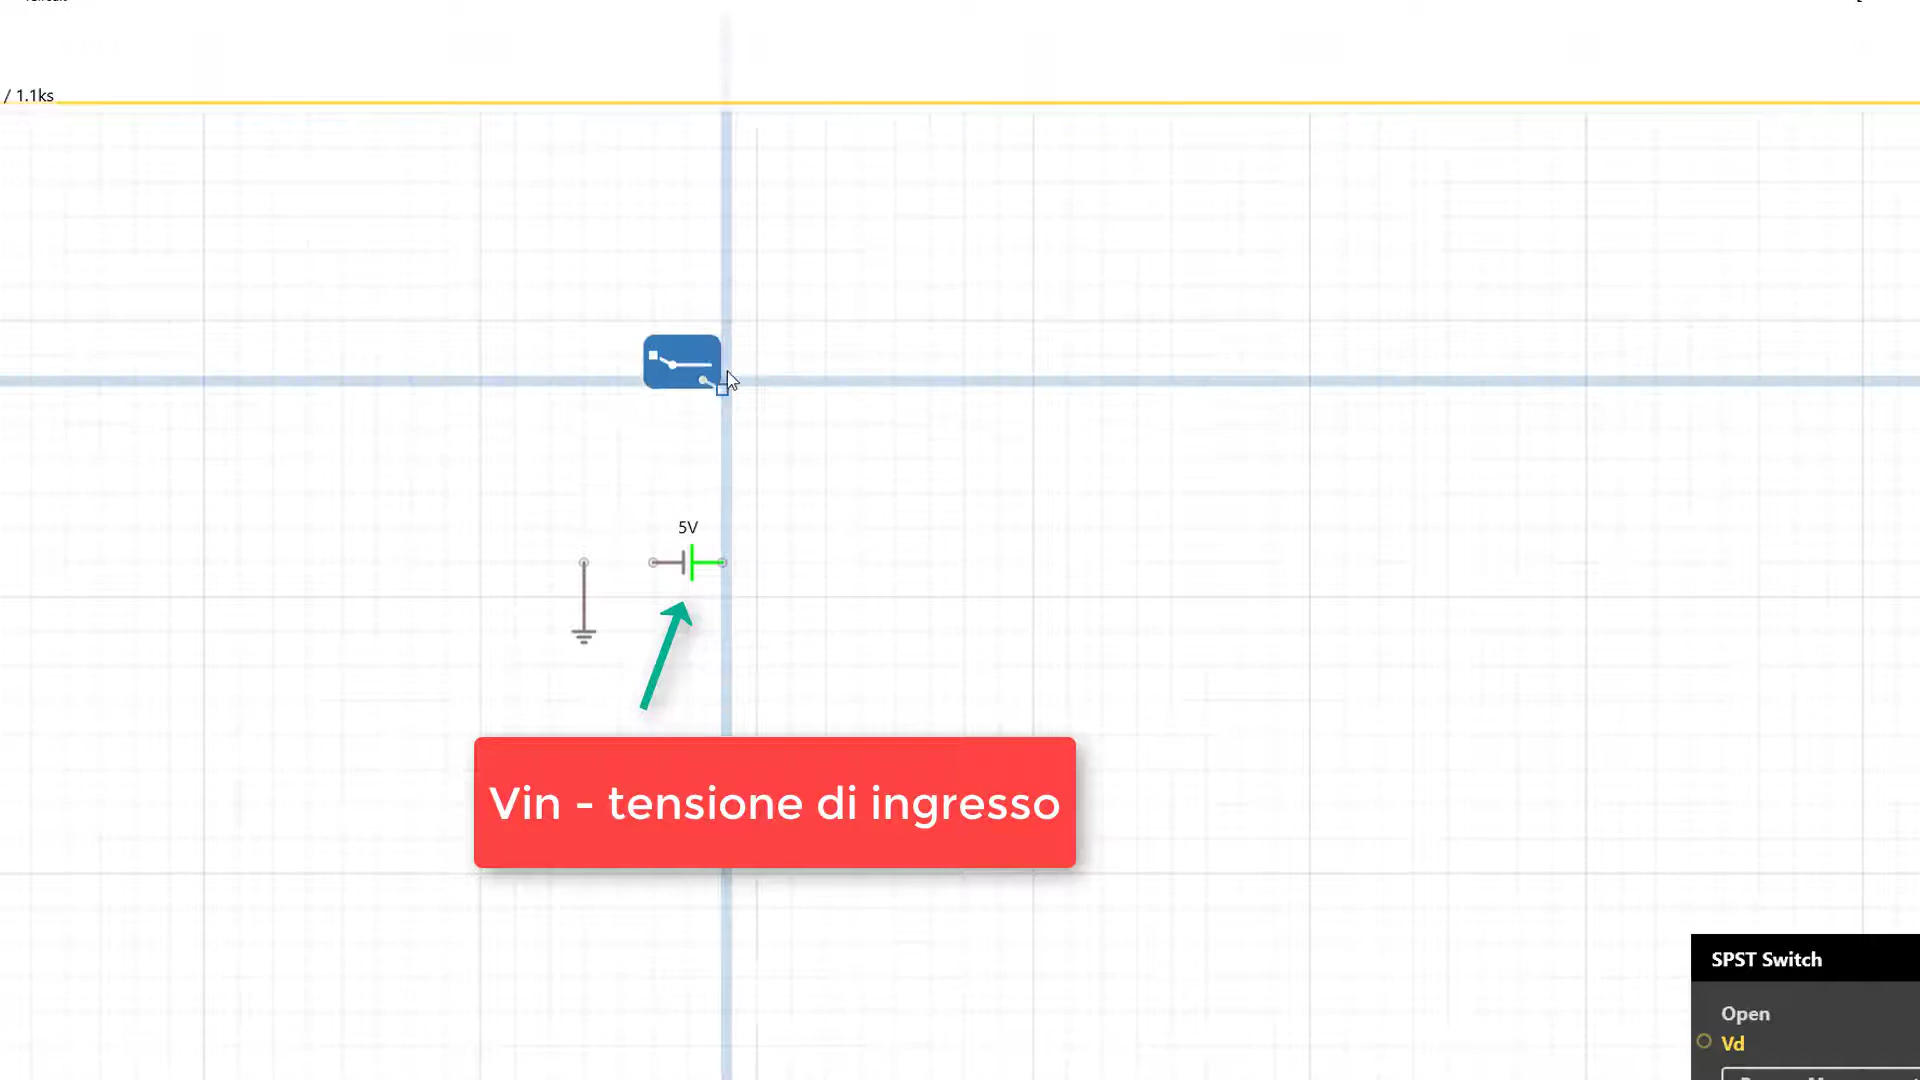 / 1.1ks
5V
Vin - tensione di ingresso
SPST Switch
Open
Vd